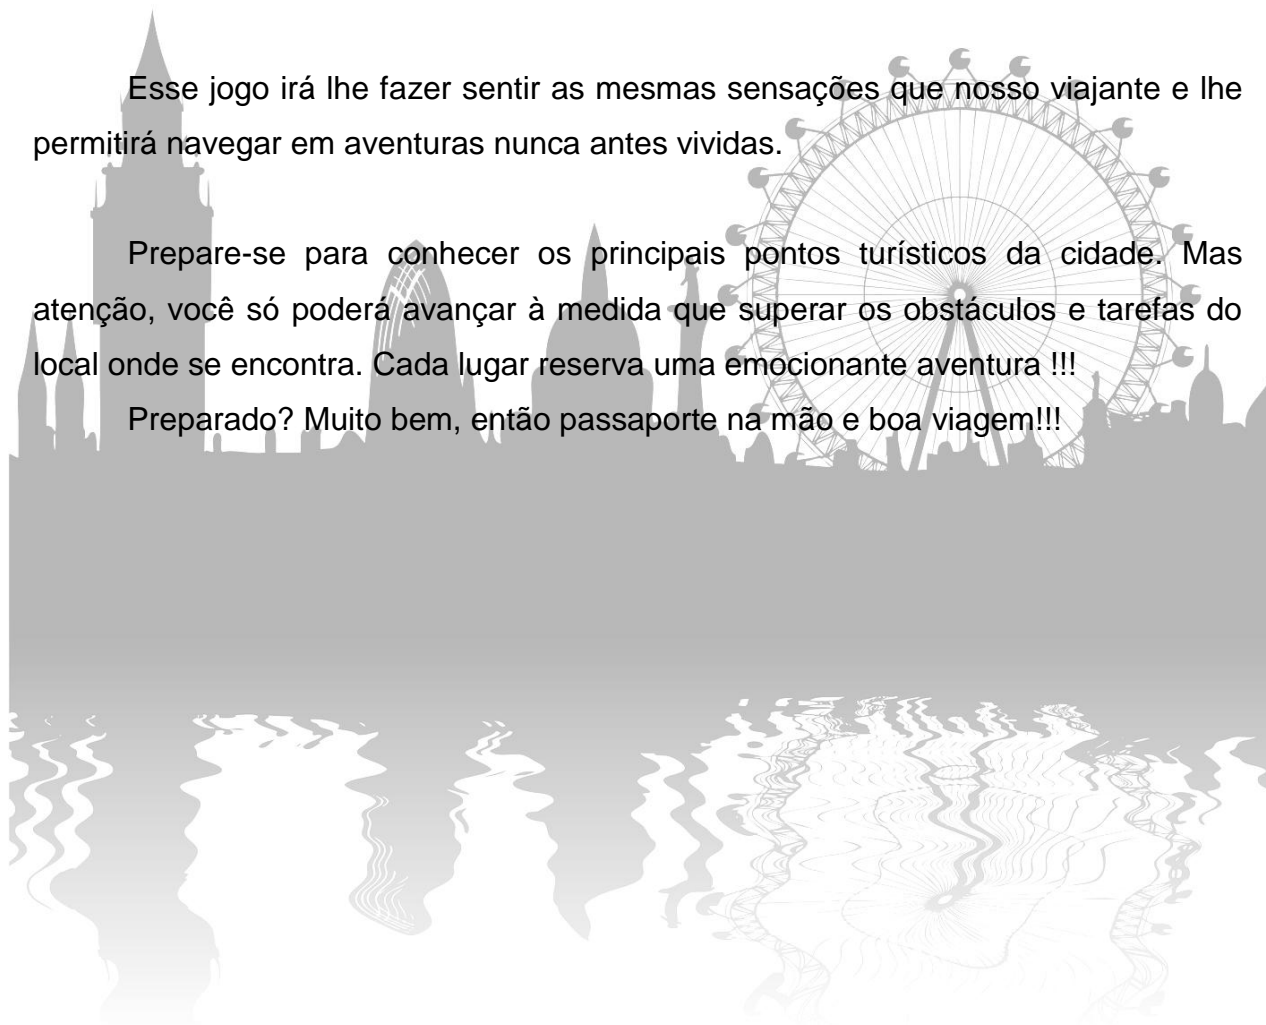 Esse jogo irá lhe fazer sentir as mesmas sensações que nosso viajante e lhe
permitirá navegar em aventuras nunca antes vividas.
Prepare-se para conhecer os principais pontos turísticos da cidade. Mas
atenção, você só poderá avançar à medida que superar os obstáculos e tarefas do
local onde se encontra. Cada lugar reserva uma emocionante aventura !!!
Preparado? Muito bem, então passaporte na mão e boa viagem!!!